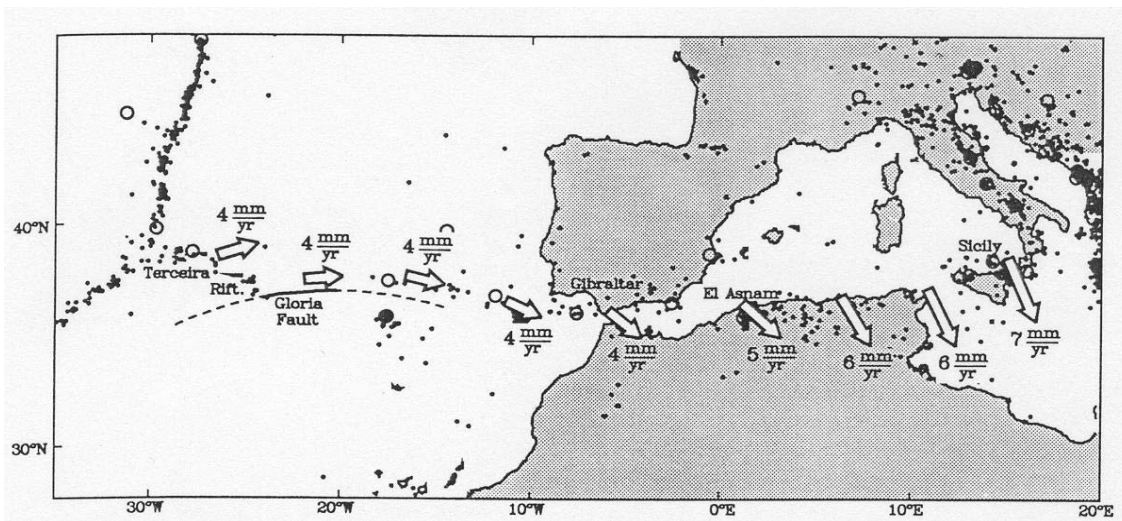 40°N
30°N
30°W
20°W
10°W
0°E
10°E
20°E
4 mm/yr
4 mm/yr
4 mm/yr
Terceira
Rift
Gloria
Fault
Gibraltar
El Asnam
Sicily
4 mm/yr
4 mm/yr
5 mm/yr
6 mm/yr
6 mm/yr
7 mm/yr